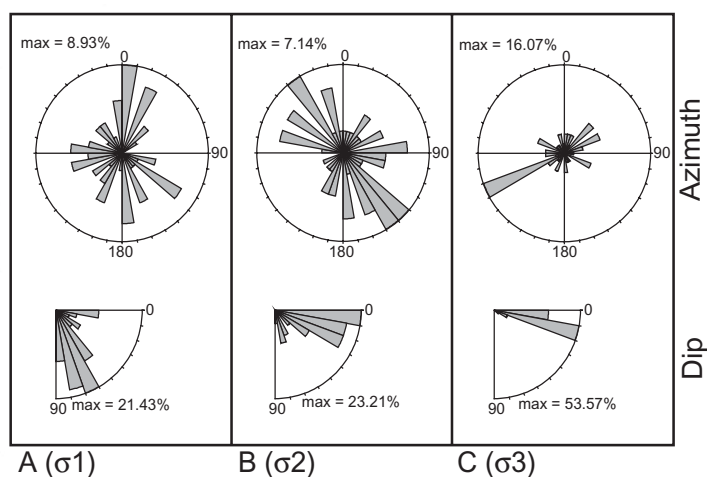 max = 8.93%
0
90
180
0
90
max = 21.43%
A (σ1)
max = 7.14%
0
90
180
0
90
max = 23.21%
B (σ2)
max = 16.07%
0
90
180
0
90
max = 53.57%
C (σ3)
Azimuth
Dip